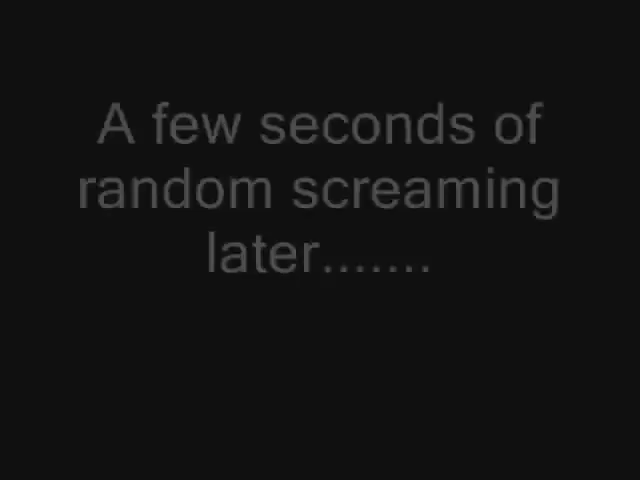 A few seconds of
random screaming
later.......